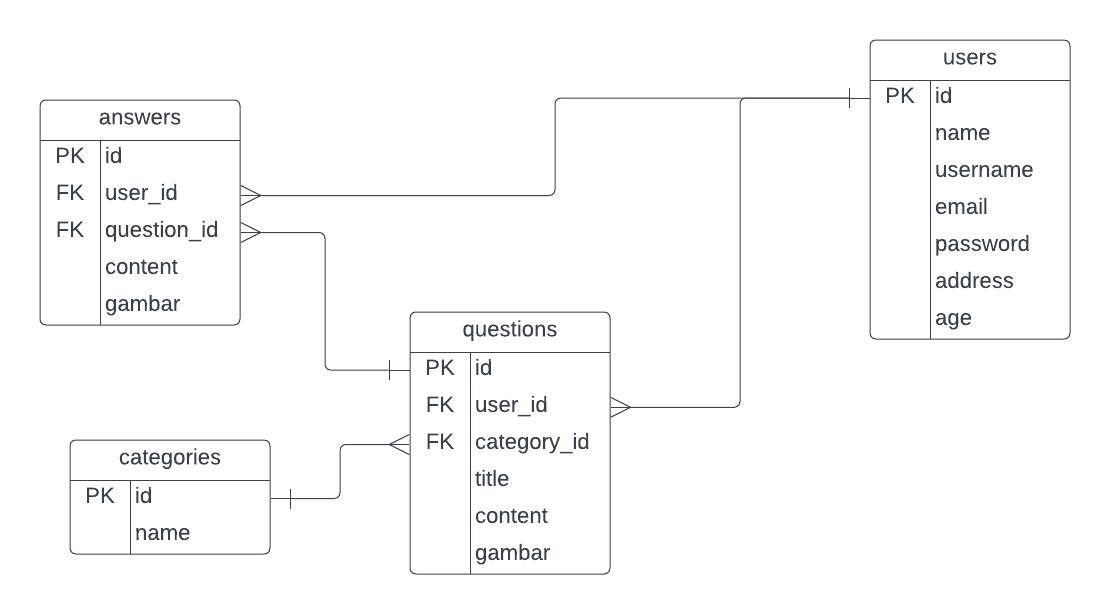 users
PK id
name
username
email
password
address
age
answers
PK id
FK user_id
FK question_id
content
gambar
questions
PK id
FK user_id
FK category_id
title
content
gambar
categories
PK id
name